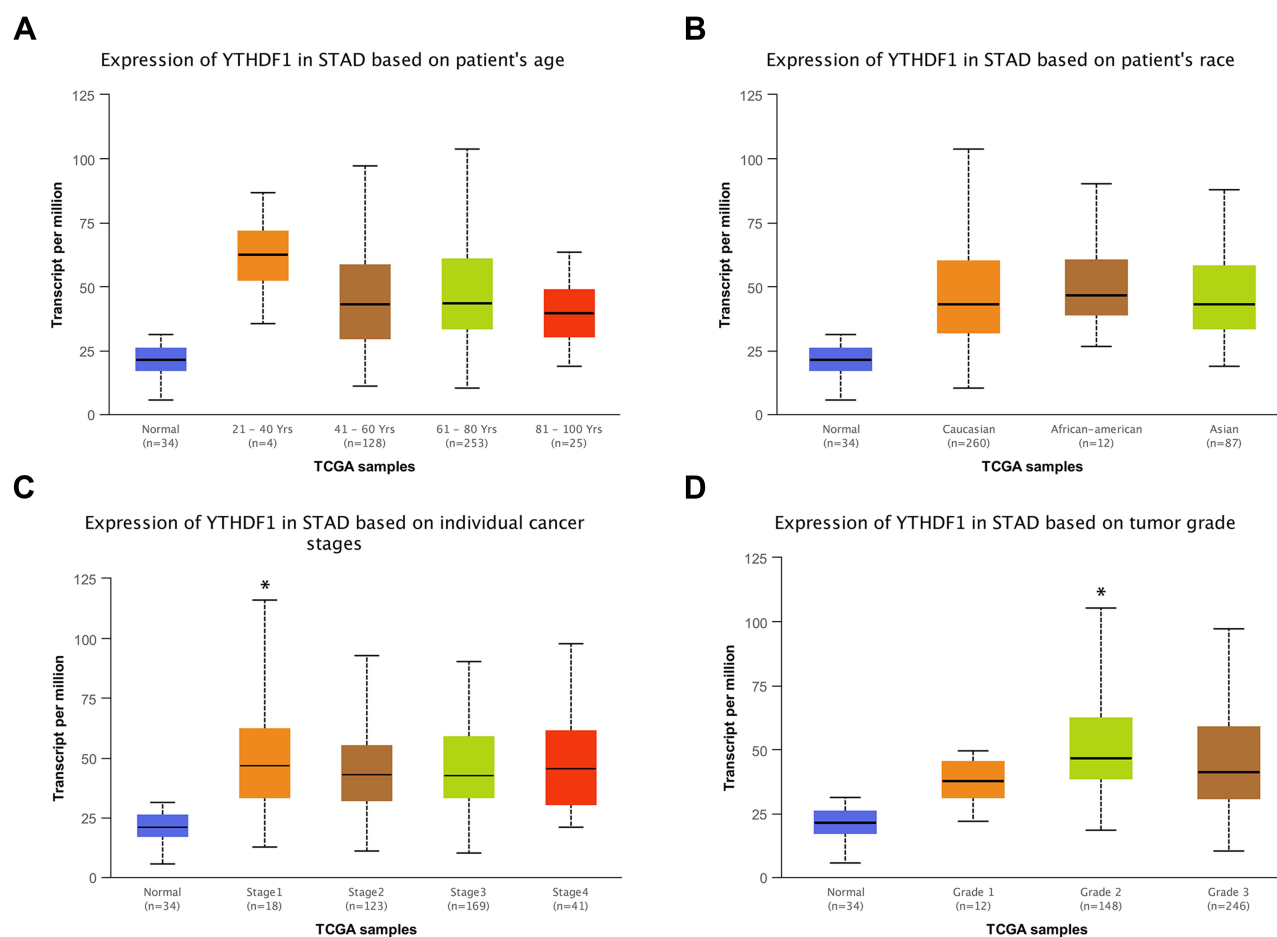 A
Expression of YTHDF1 in STAD based on patient's age
125
100
75
50
25
0
Transcript per million
Normal
(n=34)
21 – 40 Yrs
(n=4)
41 – 60 Yrs
(n=128)
61 – 80 Yrs
(n=253)
81 – 100 Yrs
(n=25)
TCGA samples
B
Expression of YTHDF1 in STAD based on patient's race
125
100
75
50
25
0
Transcript per million
Normal
(n=34)
Caucasian
(n=260)
African–american
(n=12)
Asian
(n=87)
TCGA samples
C
Expression of YTHDF1 in STAD based on individual cancer
stages
125
100
75
50
25
0
Transcript per million
*
Normal
(n=34)
Stage1
(n=18)
Stage2
(n=123)
Stage3
(n=169)
Stage4
(n=41)
TCGA samples
D
Expression of YTHDF1 in STAD based on tumor grade
125
100
75
50
25
0
Transcript per million
*
Normal
(n=34)
Grade 1
(n=12)
Grade 2
(n=148)
Grade 3
(n=246)
TCGA samples